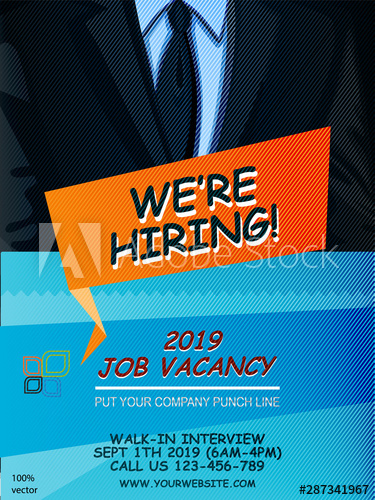 WE'RE
HIRING!
Adobe Stock
2019
JOB VACANCY
PUT YOUR COMPANY PUNCH LINE
WALK-IN INTERVIEW
SEPT 1TH 2019 (6AM-4PM)
CALL US 123-456-789
WWW.YOURWEBSITE.COM
100%
vector
#287341967